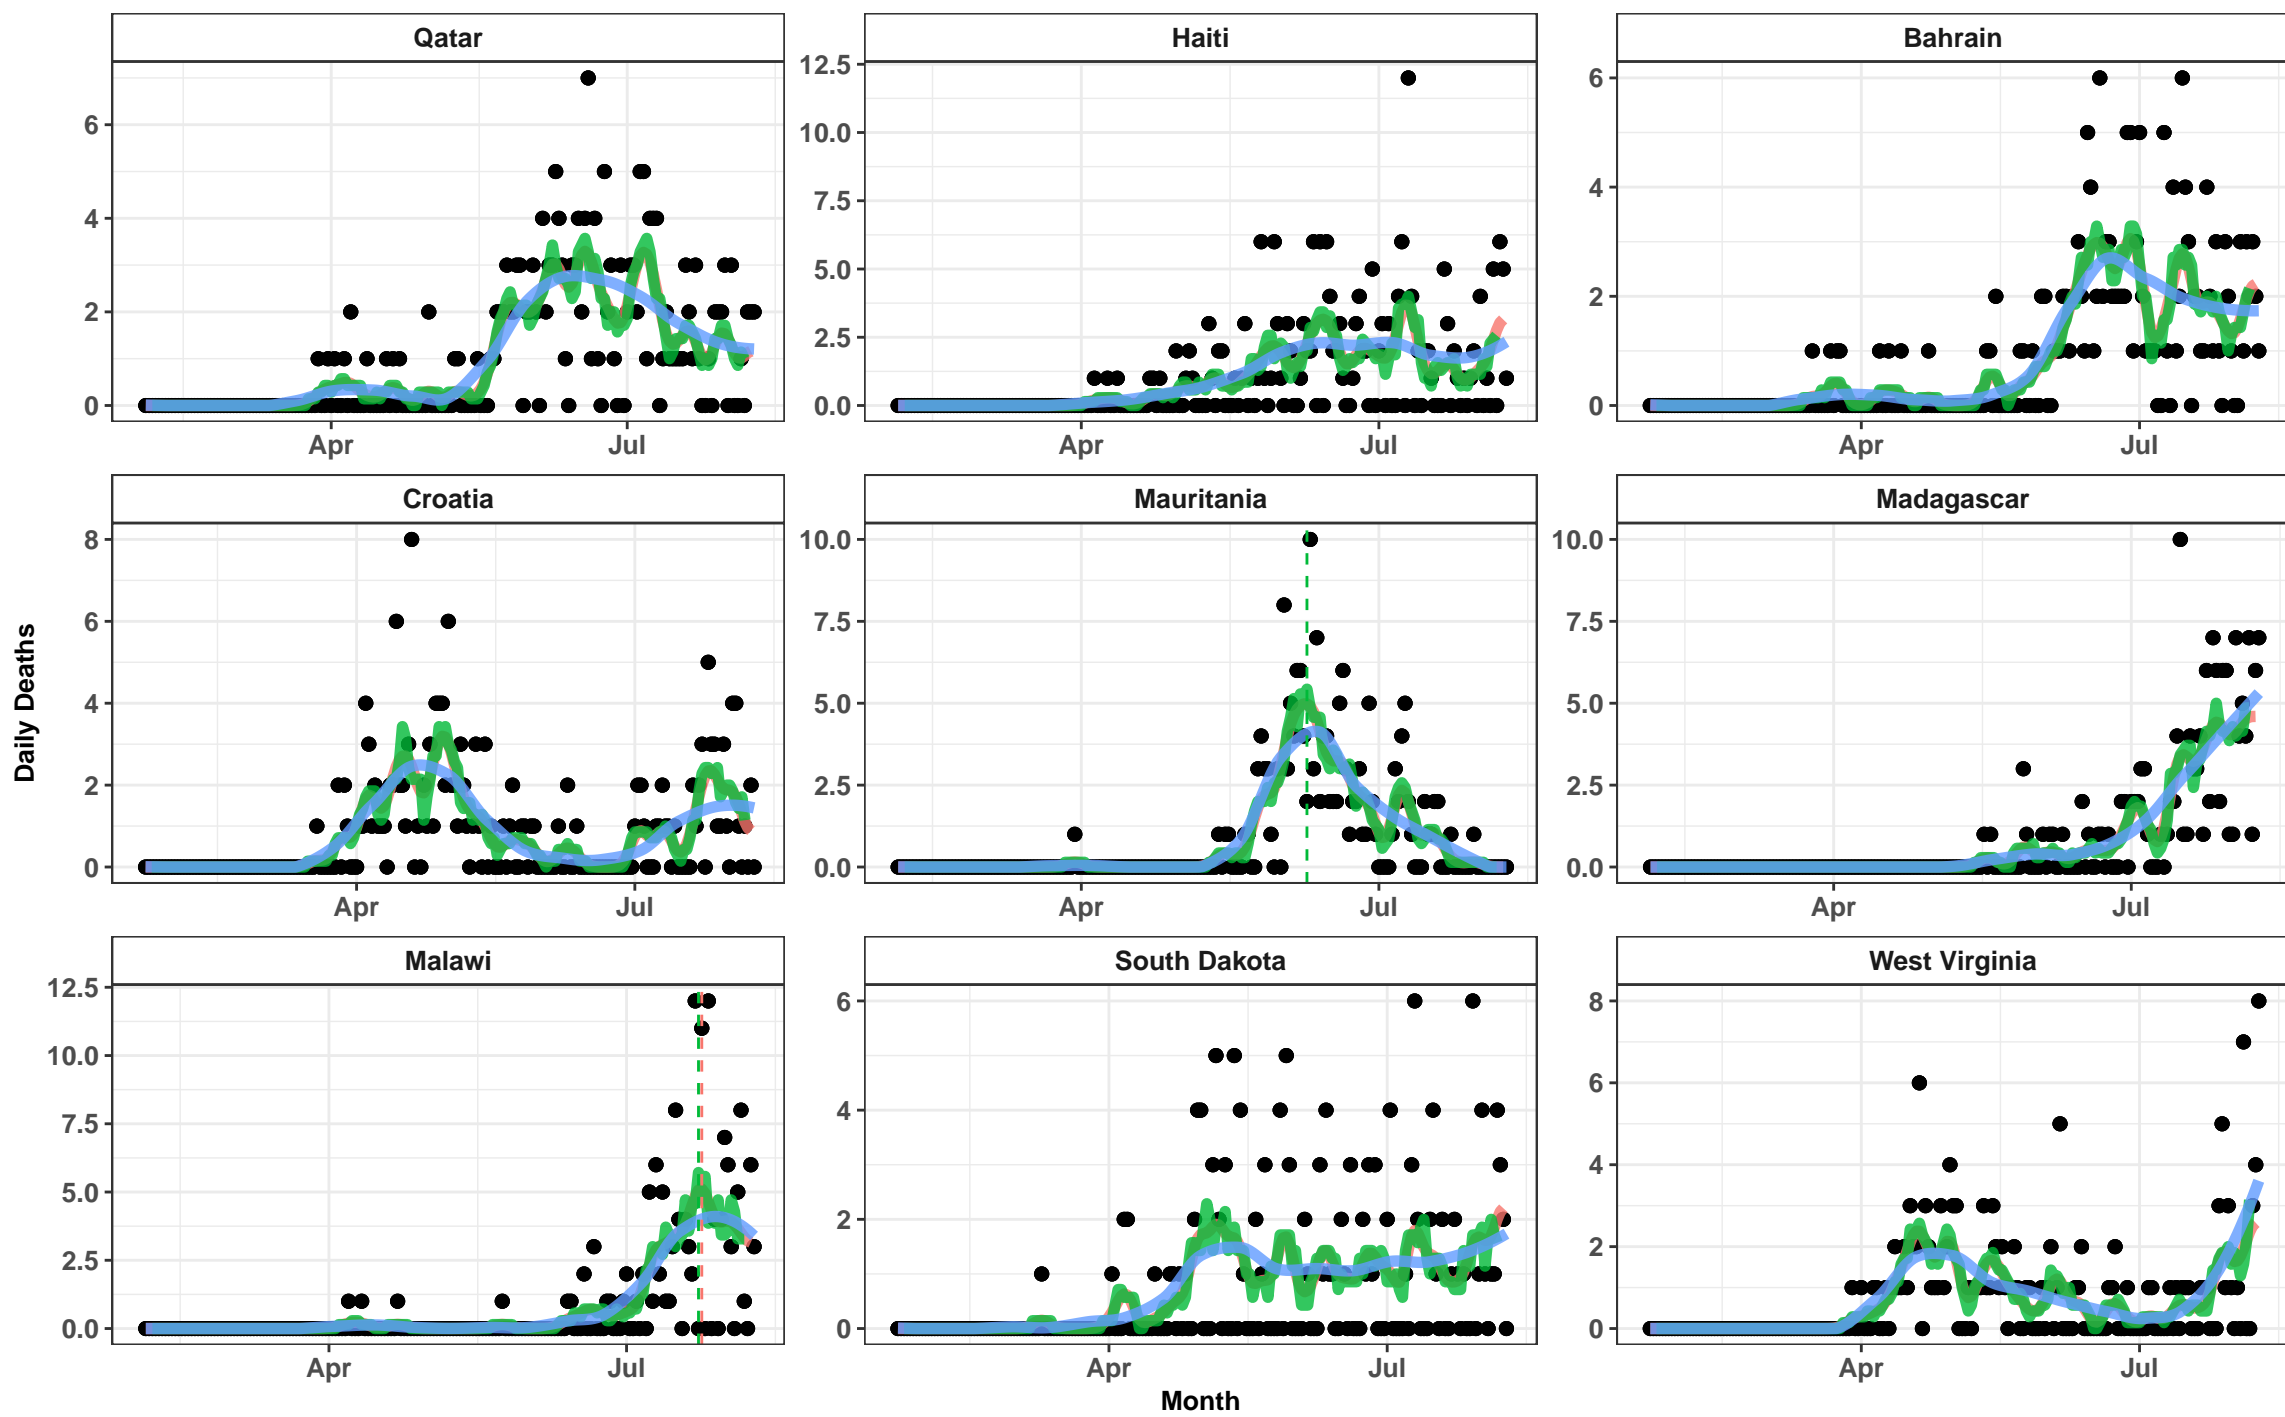 Qatar
Haiti
Bahrain
6
4
2
0
12.5
10.0
7.5
5.0
2.5
0.0
6
4
2
0
Apr
Jul
Apr
Jul
Apr
Jul
Croatia
Mauritania
Madagascar
8
6
4
2
0
10.0
7.5
5.0
2.5
0.0
10.0
7.5
5.0
2.5
0.0
Apr
Jul
Apr
Jul
Apr
Jul
Daily Deaths
Malawi
South Dakota
West Virginia
12.5
10.0
7.5
5.0
2.5
0.0
6
4
2
0
8
6
4
2
0
Apr
Jul
Apr
Jul
Apr
Jul
Month